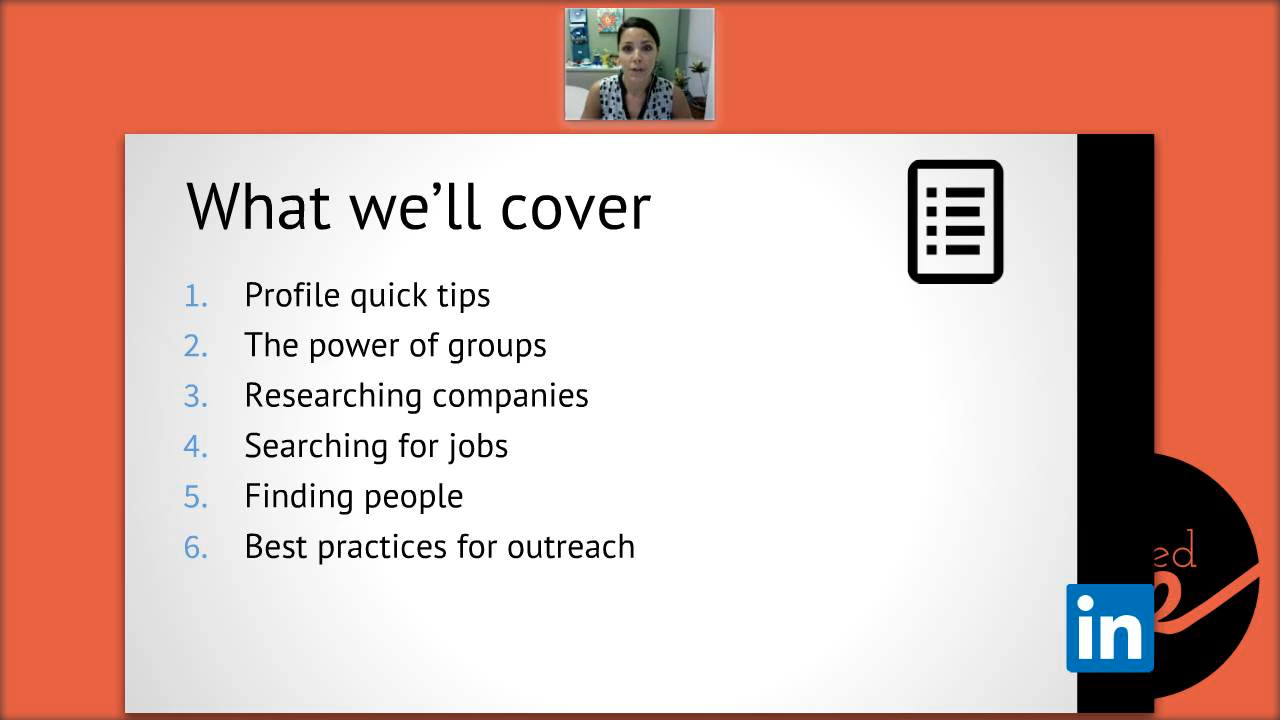 What we’ll cover
1. Profile quick tips
2. The power of groups
3. Researching companies
4. Searching for jobs
5. Finding people
6. Best practices for outreach
ed
in